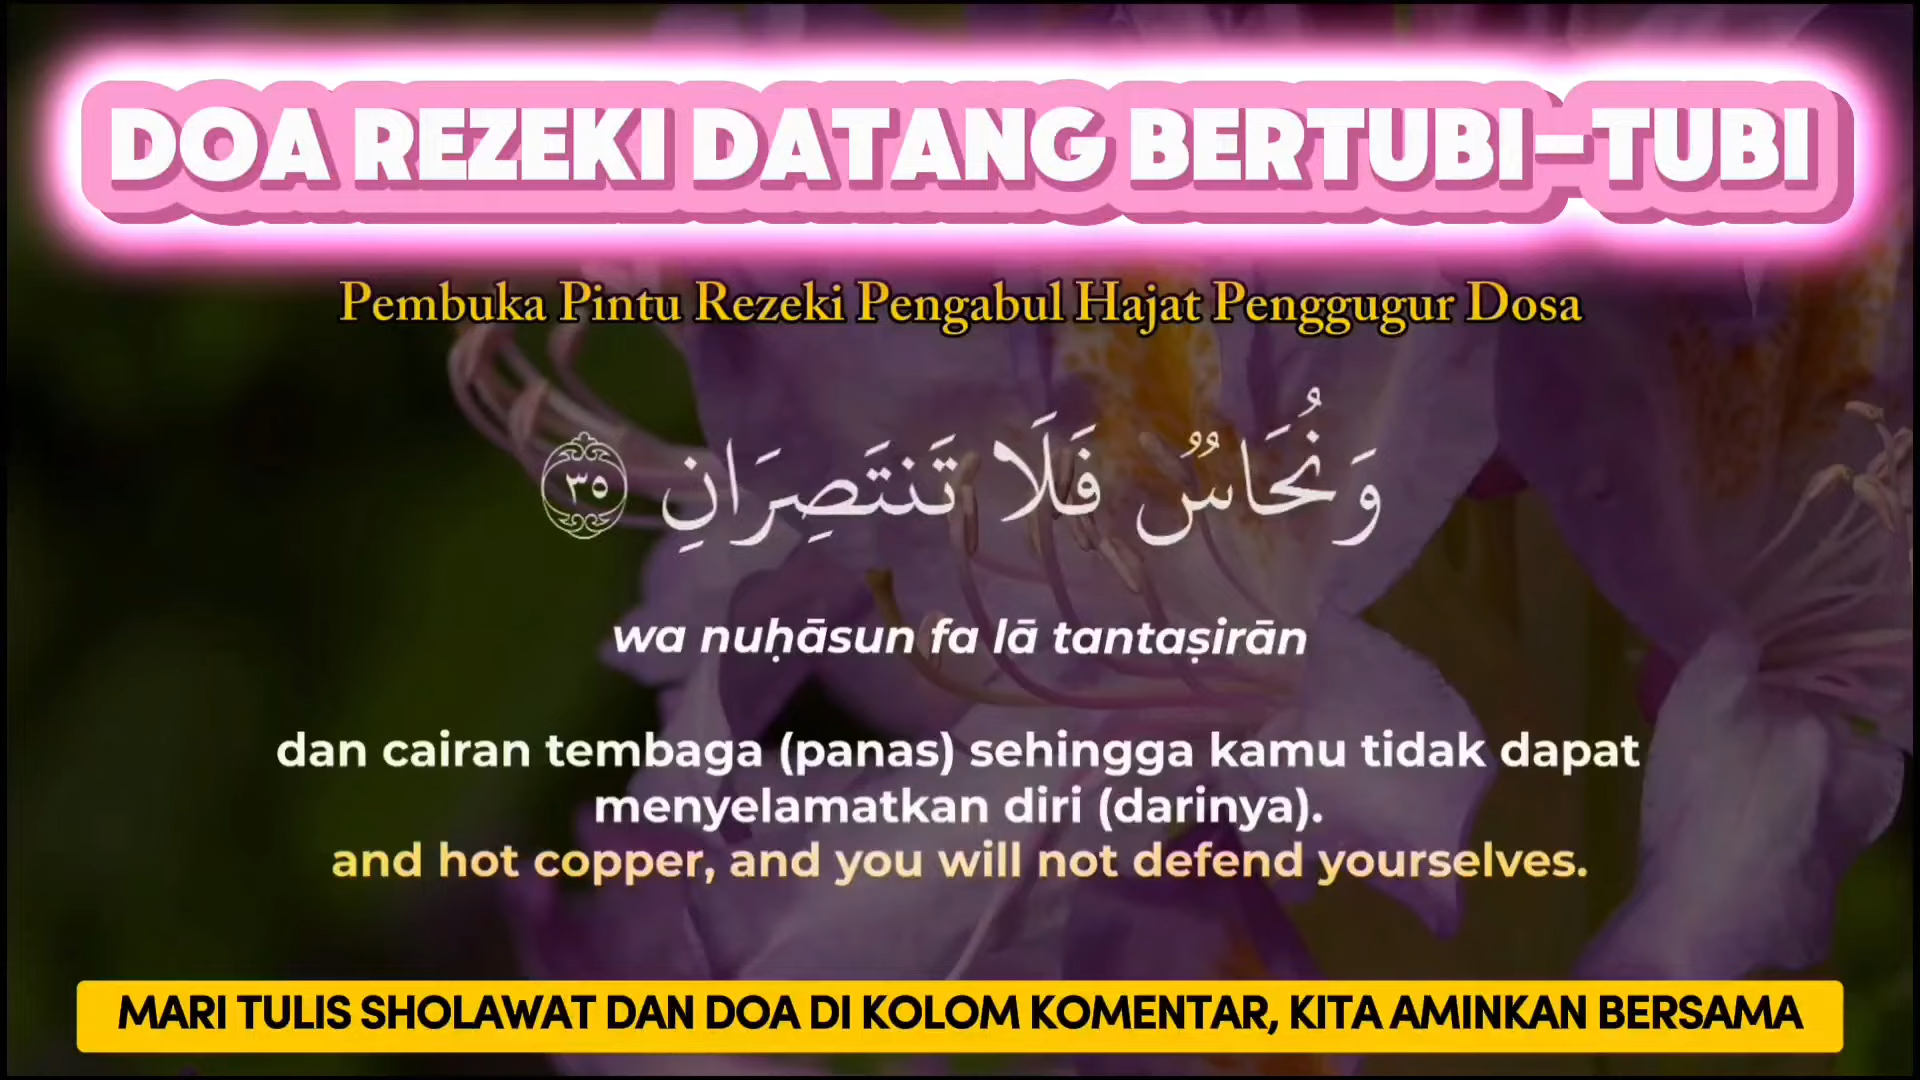 DOA REZEKI DATANG BERTUBI-TUBI
Pembuka Pintu Rezeki Pengabul Hajat Penggugur Dosa
وَنُحَاسٌ فَلَا تَنتَصِرَانِ ٣٥
wa nuḥāsun fa lā tantaṣirān
dan cairan tembaga (panas) sehingga kamu tidak dapat
menyelamatkan diri (darinya).
and hot copper, and you will not defend yourselves.
MARI TULIS SHOLAWAT DAN DOA DI KOLOM KOMENTAR, KITA AMINKAN BERSAMA